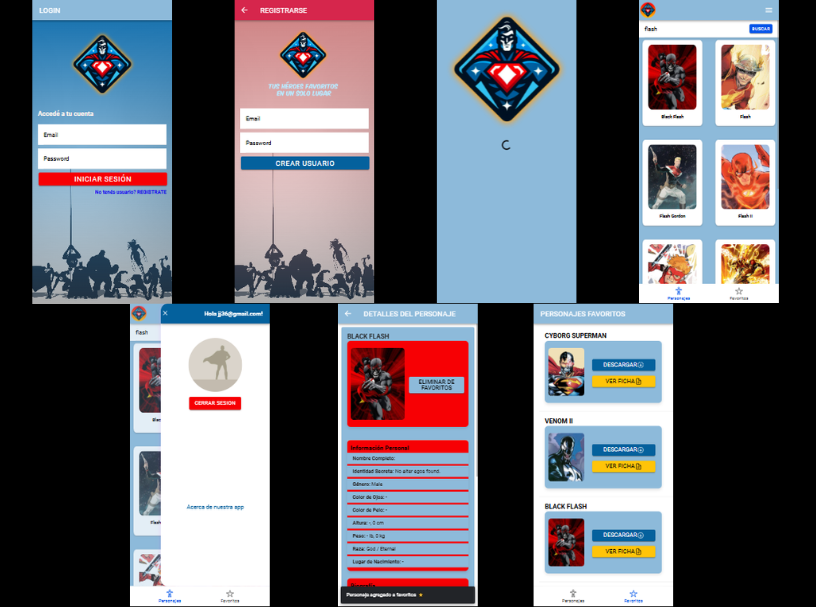 LOGIN
Accedé a tu cuenta
Email
Password
INICIAR SESIÓN
No tenés usuario? REGISTRATE
REGISTRARSE
TUS HÉROES FAVORITOS
EN UN SOLO LUGAR
Email
Password
CREAR USUARIO
flash
BUSCAR
Black Flash
Flash
Flash Gordon
Flash II
Personajes
Favoritos
flash
Hola jj36@gmail.com!
CERRAR SESION
Acerca de nuestra app
Personajes
Favoritos
DETALLES DEL PERSONAJE
BLACK FLASH
ELIMINAR DE
FAVORITOS
Información Personal
Nombre Completo:
Identidad Secreta: No alter egos found.
Género: Male
Color de Ojos: -
Color de Pelo: -
Altura: -, 0 cm
Peso: - lb, 0 kg
Raza: God / Eternal
Lugar de Nacimiento: -
Personaje agregado a favoritos
PERSONAJES FAVORITOS
CYBORG SUPERMAN
DESCARGAR
VER FICHA
VENOM II
DESCARGAR
VER FICHA
BLACK FLASH
DESCARGAR
VER FICHA
Personajes
Favoritos